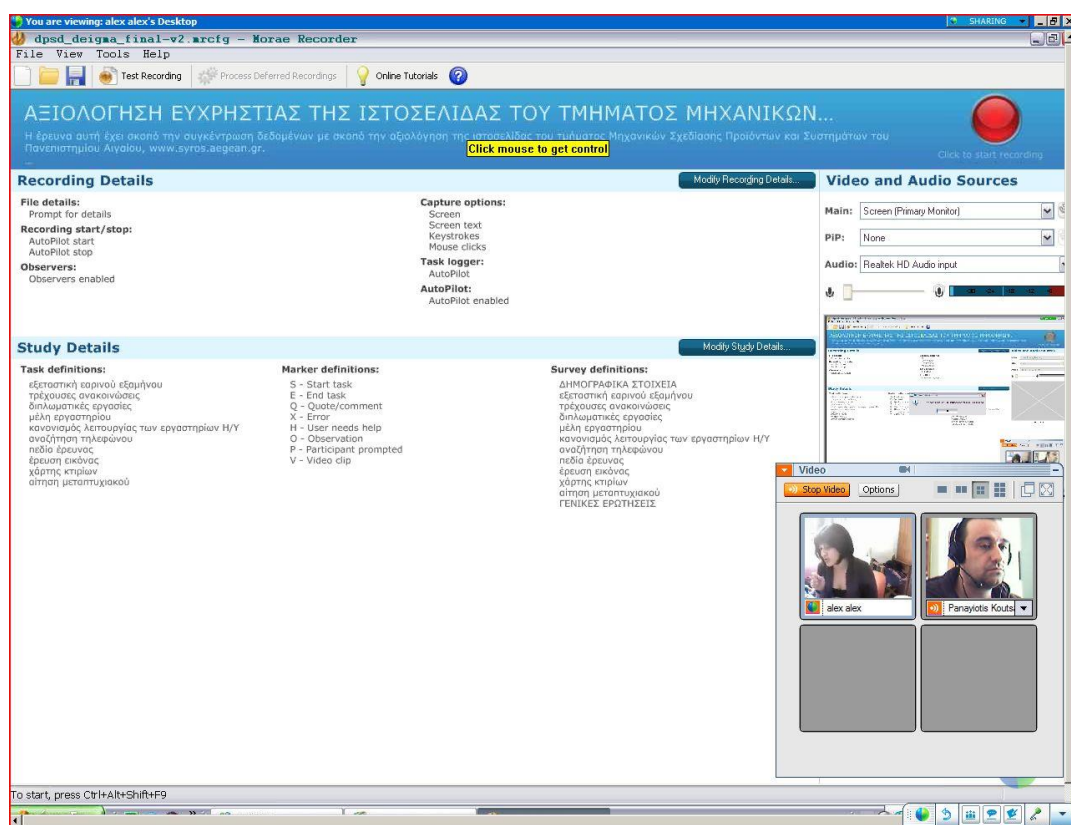 You are viewing: alex alex's Desktop
SHARING
dpsd_deigma_final-v2.mrcfg - Morae Recorder
File View Tools Help
Test Recording Process Deferred Recordings Online Tutorials
ΑΞΙΟΛΟΓΗΣΗ ΕΥΧΡΗΣΤΙΑΣ ΤΗΣ ΙΣΤΟΣΕΛΙΔΑΣ ΤΟΥ ΤΜΗΜΑΤΟΣ ΜΗΧΑΝΙΚΩΝ...
Η έρευνα αυτή έχει σκοπό την συγκέντρωση δεδομένων με σκοπό την αξιολόγηση της ιστοσελίδας του τμήματος Μηχανικών Σχεδίασης Προϊόντων και Συστημάτων του
Πανεπιστημίου Αιγαίου, www.syros.aegean.gr.
Click mouse to get control
Click to start recording
Recording Details
Modify Recording Details...
File details:
Prompt for details
Recording start/stop:
AutoPilot start
AutoPilot stop
Observers:
Observers enabled
Capture options:
Screen
Screen text
Keystrokes
Mouse clicks
Task logger:
AutoPilot
AutoPilot:
AutoPilot enabled
Video and Audio Sources
Main: Screen (Primary Monitor)
PiP: None
Audio: Realtek HD Audio input
Study Details
Modify Study Details...
Task definitions:
εξεταστική εαρινού εξαμήνου
τρέχουσες ανακοινώσεις
διπλωματικές εργασίες
μέλη εργαστηρίου
κανονισμός λειτουργίας των εργαστηρίων Η/Υ
αναζήτηση τηλεφώνου
πεδίο έρευνας
έρευση εικόνας
χάρτης κτιρίων
αίτηση μεταπτυχιακού
Marker definitions:
S - Start task
E - End task
Q - Quote/comment
X - Error
H - User needs help
O - Observation
P - Participant prompted
V - Video clip
Survey definitions:
ΔΗΜΟΓΡΑΦΙΚΑ ΣΤΟΙΧΕΙΑ
εξεταστική εαρινού εξαμήνου
τρέχουσες ανακοινώσεις
διπλωματικές εργασίες
μέλη εργαστηρίου
κανονισμός λειτουργίας των εργαστηρίων Η/Υ
αναζήτηση τηλεφώνου
πεδία έρευνας
έρευση εικόνας
χάρτης κτιρίων
αίτηση μεταπτυχιακού
ΓΕΝΙΚΕΣ ΕΡΩΤΗΣΕΙΣ
Video
Stop Video Options
alex alex
Panayiotis Kouts
To start, press Ctrl+Alt+Shift+F9